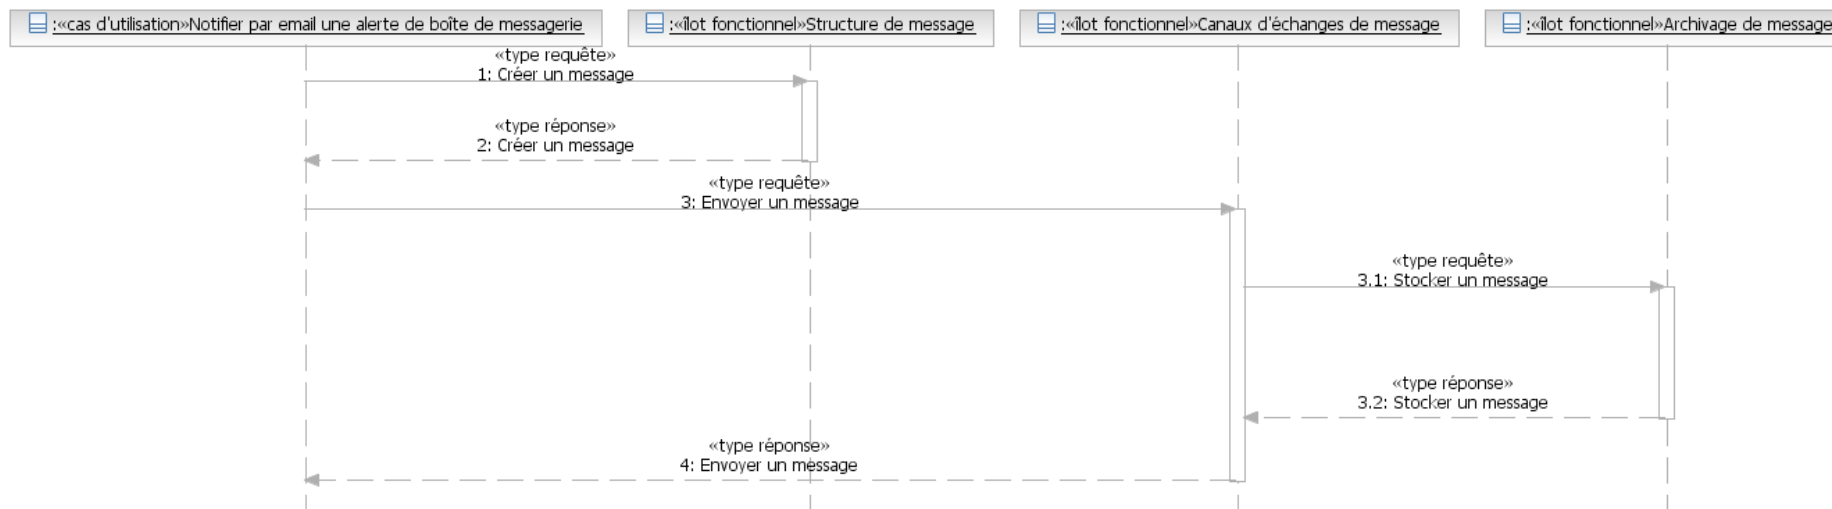 :«cas d'utilisation»Notifier par email une alerte de boîte de messagerie
:«îlot fonctionnel»Structure de message
:«îlot fonctionnel»Canaux d'échanges de message
:«îlot fonctionnel»Archivage de message
«type requête»
1: Créer un message
«type réponse»
2: Créer un message
«type requête»
3: Envoyer un message
«type requête»
3.1: Stocker un message
«type réponse»
3.2: Stocker un message
«type réponse»
4: Envoyer un message